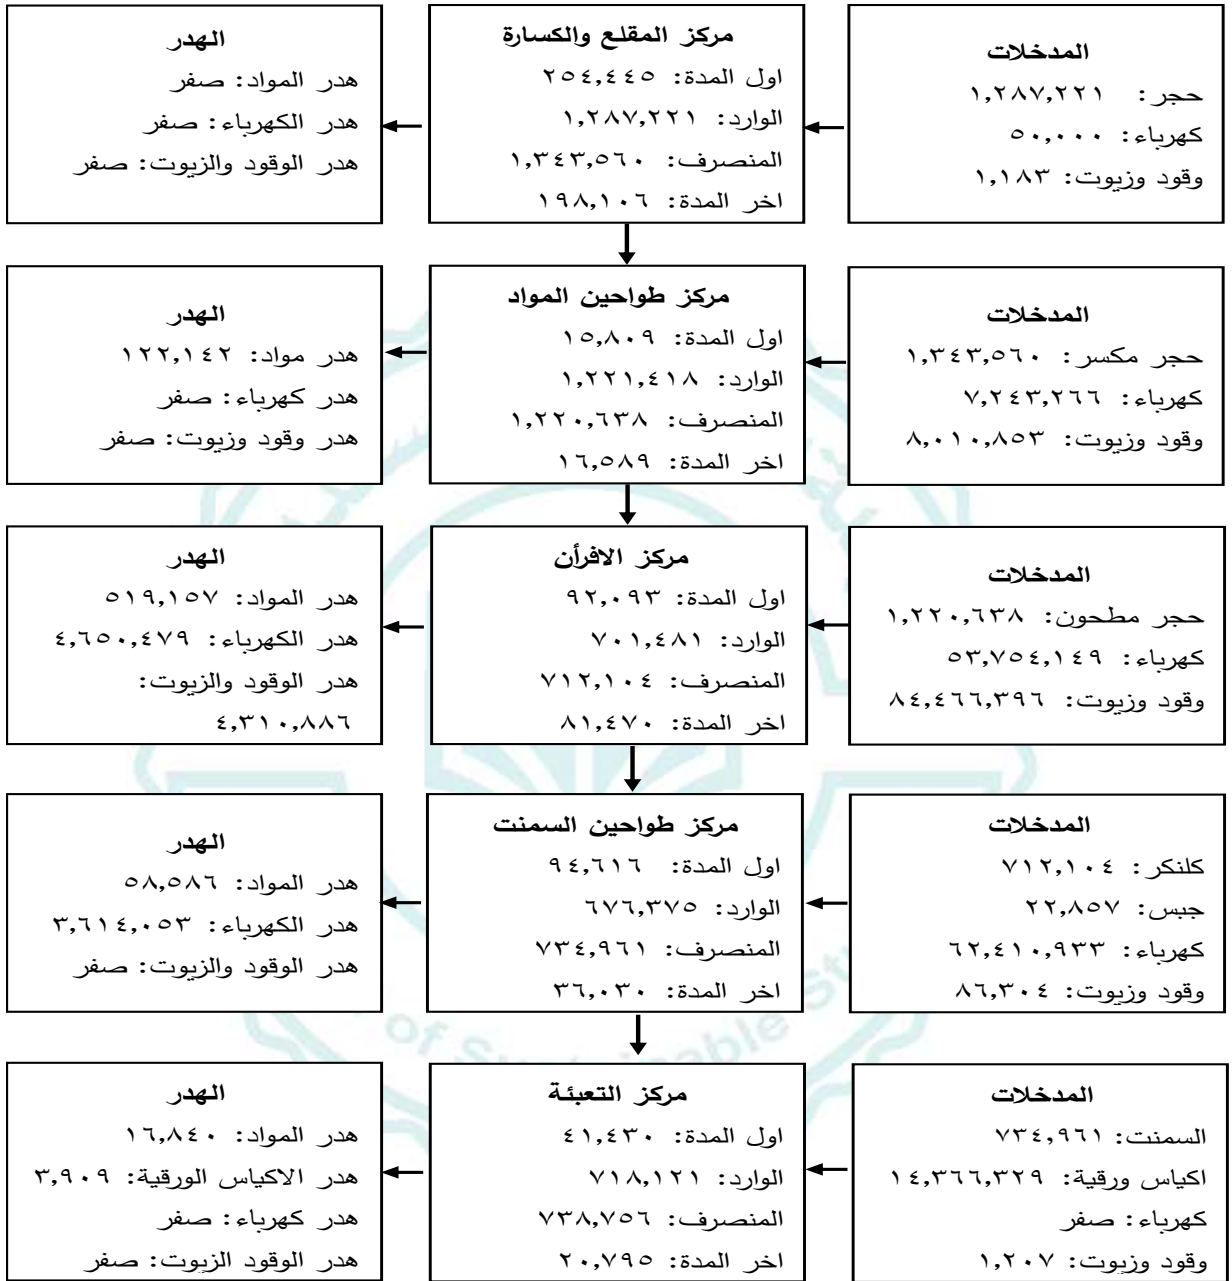 المدخلات
حجر: ١,٢٨٧,٢٢١
كهرباء: ٥٠,٠٠٠
وقود وزيوت: ١,١٨٣
مركز المقلع والكسارة
اول المدة: ٢٥٤,٤٤٥
الوارد: ١,٢٨٧,٢٢١
المنصرف: ١,٣٤٣,٥٦٠
اخر المدة: ١٩٨,١٠٦
الهدر
هدر المواد: صفر
هدر الكهرباء: صفر
هدر الوقود والزيوت: صفر
المدخلات
حجر مكسر: ١,٣٤٣,٥٦٠
كهرباء: ٧,٢٤٣,٢٦٦
وقود وزيوت: ٨,٠١٠,٨٥٣
مركز طواحين المواد
اول المدة: ١٥,٨٠٩
الوارد: ١,٢٢١,٤١٨
المنصرف: ١,٢٢٠,٦٣٨
اخر المدة: ١٦,٥٨٩
الهدر
هدر مواد: ١٢٢,١٤٢
هدر كهرباء: صفر
هدر وقود وزيوت: صفر
المدخلات
حجر مطحون: ١,٢٢٠,٦٣٨
كهرباء: ٥٣,٧٥٤,١٤٩
وقود وزيوت: ٨٤,٤٦٦,٣٩٦
مركز الافرأن
اول المدة: ٩٢,٠٩٣
الوارد: ٧٠١,٤٨١
المنصرف: ٧١٢,١٠٤
اخر المدة: ٨١,٤٧٠
الهدر
هدر المواد: ٥١٩,١٥٧
هدر الكهرباء: ٤,٦٥٠,٤٧٩
هدر الوقود والزيوت:
٤,٣١٠,٨٨٦
المدخلات
كلنكر: ٧١٢,١٠٤
جبس: ٢٢,٨٥٧
كهرباء: ٦٢,٤١٠,٩٣٣
وقود وزيوت: ٨٦,٣٠٤
مركز طواحين السمنت
اول المدة: ٩٤,٦١٦
الوارد: ٦٧٦,٣٧٥
المنصرف: ٧٣٤,٩٦١
اخر المدة: ٣٦,٠٣٠
الهدر
هدر المواد: ٥٨,٥٨٦
هدر الكهرباء: ٣,٦١٤,٠٥٣
هدر الوقود والزيوت: صفر
المدخلات
السمنت: ٧٣٤,٩٦١
اكياس ورقية: ١٤,٣٦٦,٣٢٩
كهرباء: صفر
وقود وزيوت: ١,٢٠٧
مركز التعبئة
اول المدة: ٤١,٤٣٠
الوارد: ٧١٨,١٢١
المنصرف: ٧٣٨,٧٥٦
اخر المدة: ٢٠,٧٩٥
الهدر
هدر المواد: ١٦,٨٤٠
هدر الاكياس الورقية: ٣,٩٠٩
هدر كهرباء: صفر
هدر الوقود الزيوت: صفر